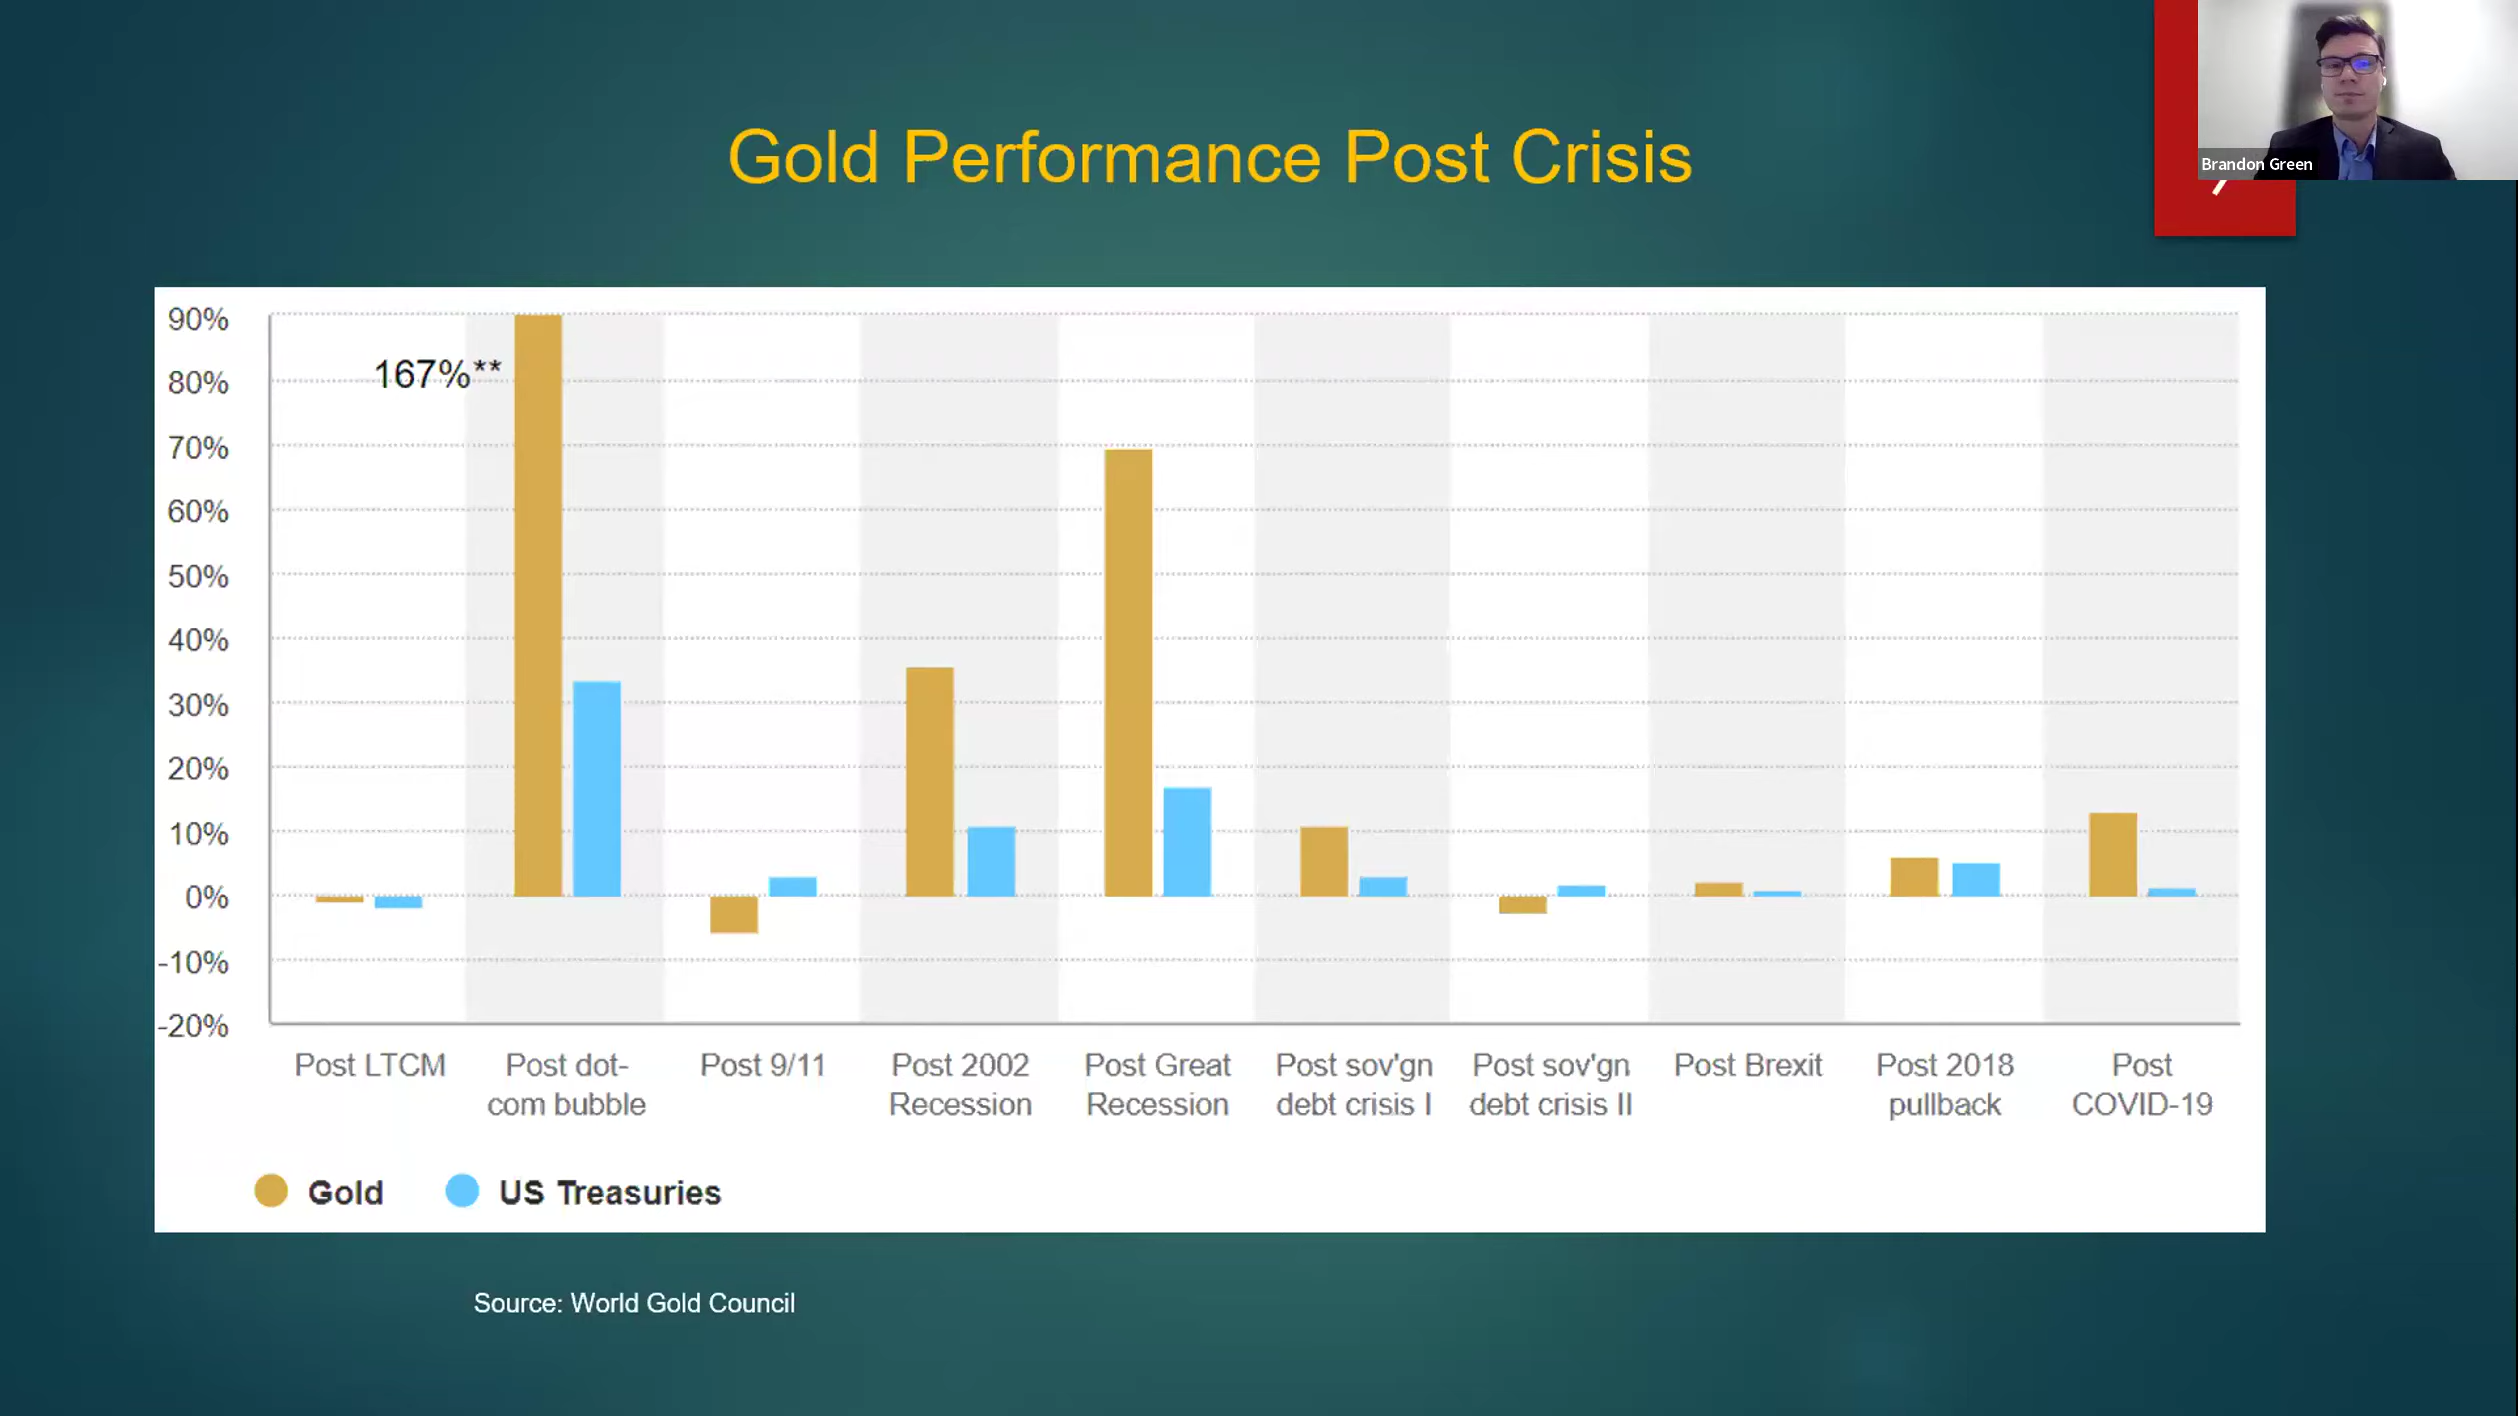 Gold Performance Post Crisis
Brandon Green
90%
167%**
80%
70%
60%
50%
40%
30%
20%
10%
0%
-10%
-20%
Post LTCM
Post dot-
com bubble
Post 9/11
Post 2002
Recession
Post Great
Recession
Post sov'gn
debt crisis I
Post sov'gn
debt crisis II
Post Brexit
Post 2018
pullback
Post
COVID-19
Gold
US Treasuries
Source: World Gold Council